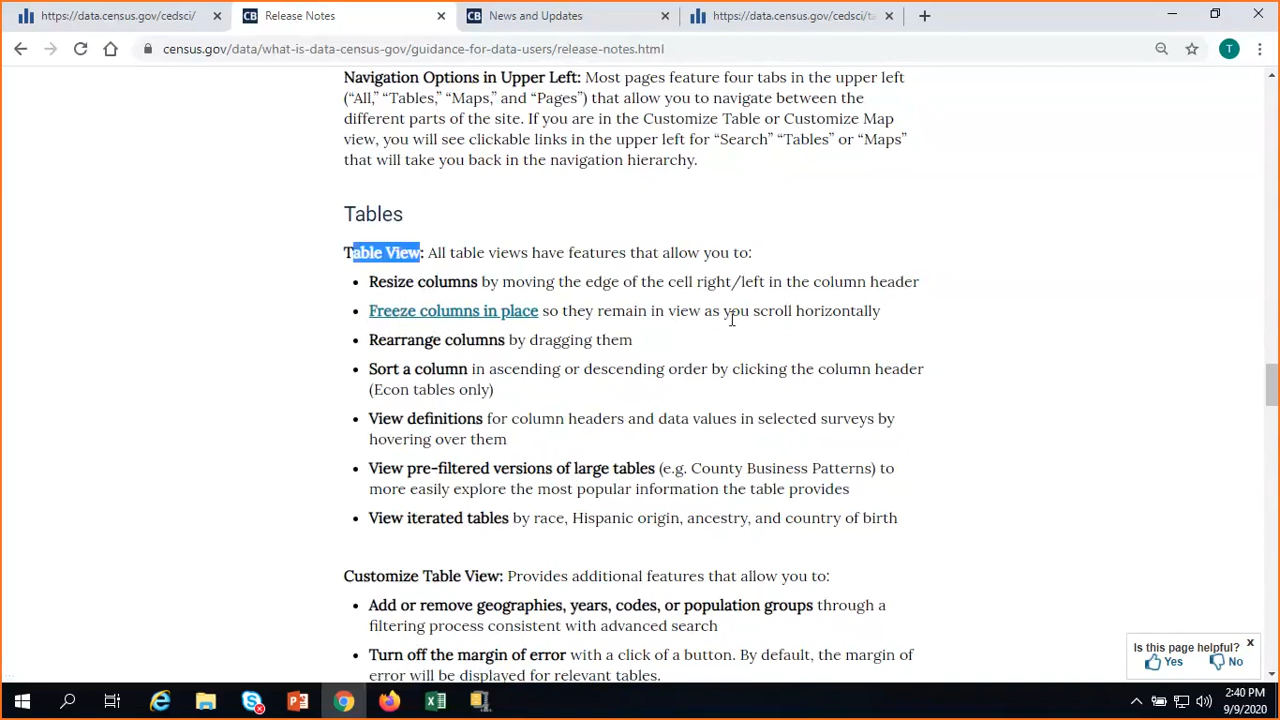 https://data.census.gov/cedsci/
Release Notes
News and Updates
https://data.census.gov/cedsci/ta
census.gov/data/what-is-data-census-gov/guidance-for-data-users/release-notes.html
T
Navigation Options in Upper Left: Most pages feature four tabs in the upper left
(“All,” “Tables,” “Maps,” and “Pages”) that allow you to navigate between the
different parts of the site. If you are in the Customize Table or Customize Map
view, you will see clickable links in the upper left for “Search” “Tables” or “Maps”
that will take you back in the navigation hierarchy.
Tables
Table View: All table views have features that allow you to:
• Resize columns by moving the edge of the cell right/left in the column header
• Freeze columns in place so they remain in view as you scroll horizontally
• Rearrange columns by dragging them
• Sort a column in ascending or descending order by clicking the column header
(Econ tables only)
• View definitions for column headers and data values in selected surveys by
hovering over them
• View pre-filtered versions of large tables (e.g. County Business Patterns) to
more easily explore the most popular information the table provides
• View iterated tables by race, Hispanic origin, ancestry, and country of birth
Customize Table View: Provides additional features that allow you to:
• Add or remove geographies, years, codes, or population groups through a
filtering process consistent with advanced search
• Turn off the margin of error with a click of a button. By default, the margin of
error will be displayed for relevant tables.
Is this page helpful? x
Yes No
2:40 PM
9/9/2020